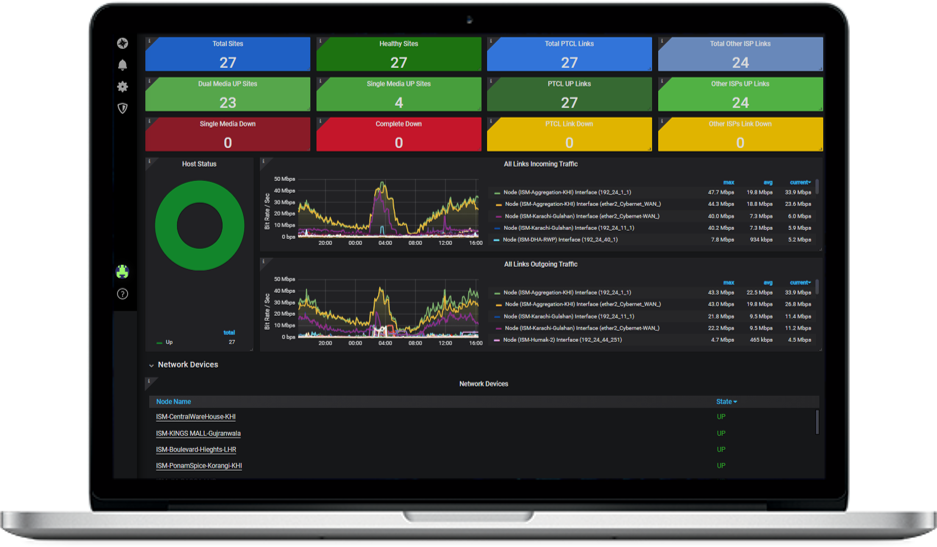 Total Sites
27
Healthy Sites
27
Total PTCL Links
27
Total Other ISP Links
24
Dual Media UP Sites
23
Single Media UP Sites
4
PTCL UP Links
27
Other ISPs UP Links
24
Single Media Down
0
Complete Down
0
PTCL Link Down
0
Other ISPs Link Down
0
Host Status
total
Up 27
All Links Incoming Traffic
Bit Rate / Sec
50 Mbps
40 Mbps
30 Mbps
20 Mbps
10 Mbps
0 bps
20:00 00:00 04:00 08:00 12:00 16:00
max avg current
Node (ISM-Aggregation-KHI) Interface (192_24_1_1) 47.7 Mbps 19.8 Mbps 33.9 Mbps
Node (ISM-Aggregation-KHI) Interface (ether2_Cybernet_WAN_) 44.3 Mbps 18.8 Mbps 23.6 Mbps
Node (ISM-Karachi-Gulshan) Interface (ether2_Cybernet-WAN_) 40.0 Mbps 7.3 Mbps 6.0 Mbps
Node (ISM-Karachi-Gulshan) Interface (192_24_11_1) 40.2 Mbps 7.3 Mbps 5.9 Mbps
Node (ISM-DHA-RWP) Interface (192_24_40_1) 7.8 Mbps 934 kbps 5.2 Mbps
All Links Outgoing Traffic
Bit Rate / Sec
50 Mbps
40 Mbps
30 Mbps
20 Mbps
10 Mbps
0 bps
20:00 00:00 04:00 08:00 12:00 16:00
max avg current
Node (ISM-Aggregation-KHI) Interface (192_24_1_1) 43.3 Mbps 22.5 Mbps 33.9 Mbps
Node (ISM-Aggregation-KHI) Interface (ether2_Cybernet_WAN_) 43.0 Mbps 19.8 Mbps 26.8 Mbps
Node (ISM-Karachi-Gulshan) Interface (192_24_11_1) 21.8 Mbps 9.5 Mbps 11.4 Mbps
Node (ISM-Karachi-Gulshan) Interface (ether2_Cybernet-WAN_) 22.2 Mbps 9.5 Mbps 11.2 Mbps
Node (ISM-Humak-2) Interface (192_24_44_251) 4.7 Mbps 465 kbps 4.5 Mbps
Network Devices
Network Devices
Node Name State
ISM-CentralWareHouse-KHI UP
ISM-KINGS MALL-Gujranwala UP
ISM-Boulevard-Hieghts-LHR UP
ISM-PonamSpice-Korangi-KHI UP